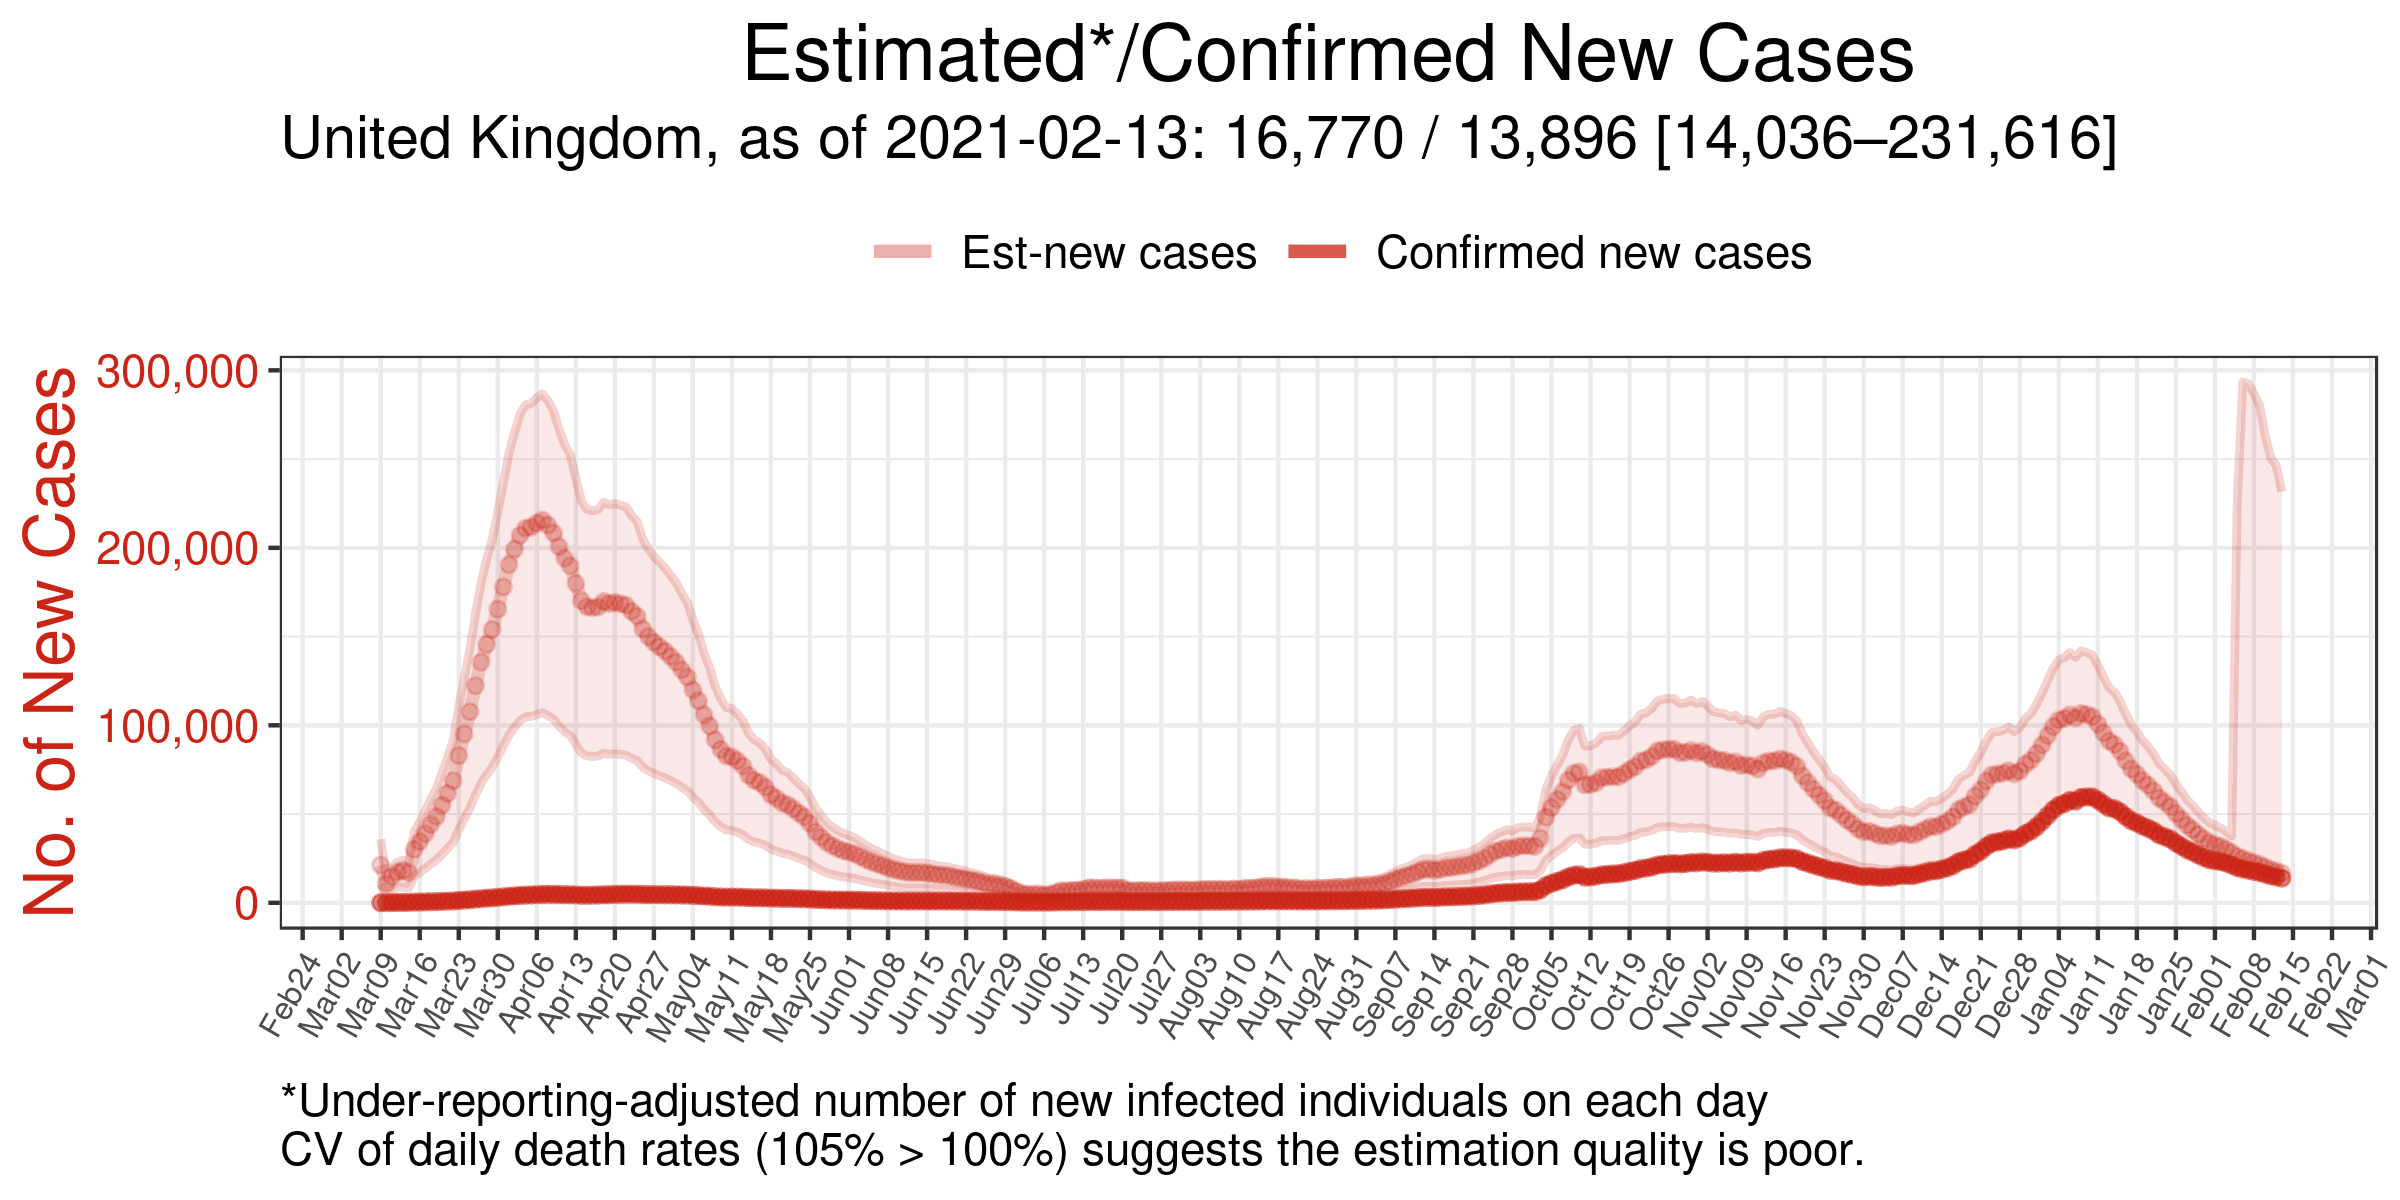 Estimated*/Confirmed New Cases
United Kingdom, as of 2021-02-13: 16,770 / 13,896 [14,036–231,616]
Est-new cases
Confirmed new cases
No. of New Cases
300,000
200,000
100,000
0
Feb24
Mar02
Mar09
Mar16
Mar23
Mar30
Apr06
Apr13
Apr20
Apr27
May04
May11
May18
May25
Jun01
Jun08
Jun15
Jun22
Jun29
Jul06
Jul13
Jul20
Jul27
Aug03
Aug10
Aug17
Aug24
Aug31
Sep07
Sep14
Sep21
Sep28
Oct05
Oct12
Oct19
Oct26
Nov02
Nov09
Nov16
Nov23
Nov30
Dec07
Dec14
Dec21
Dec28
Jan04
Jan11
Jan18
Jan25
Feb01
Feb08
Feb15
Feb22
Mar01
*Under-reporting-adjusted number of new infected individuals on each day
CV of daily death rates (105% > 100%) suggests the estimation quality is poor.